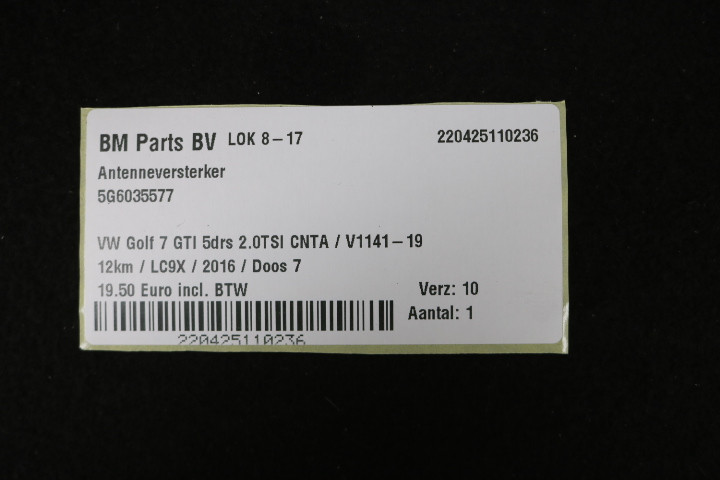 BM Parts BV LOK 8-17 220425110236
Antenneversterker
5G6035577
VW Golf 7 GTI 5drs 2.0TSI CNTA / V1141-19
12km / LC9X / 2016 / Doos 7
19.50 Euro incl. BTW Verz: 10
Aantal: 1
220425110236